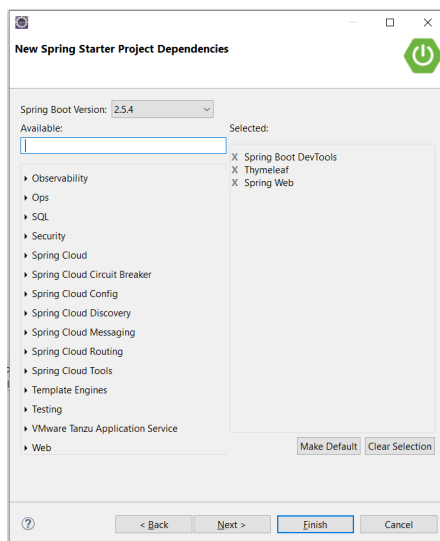 New Spring Starter Project Dependencies
Spring Boot Version: 2.5.4
Available:
Selected:
Observability
Ops
SQL
Security
Spring Cloud
Spring Cloud Circuit Breaker
Spring Cloud Config
Spring Cloud Discovery
Spring Cloud Messaging
Spring Cloud Routing
Spring Cloud Tools
Template Engines
Testing
VMware Tanzu Application Service
Web
X Spring Boot DevTools
X Thymeleaf
X Spring Web
Make Default Clear Selection
? < Back Next > Finish Cancel